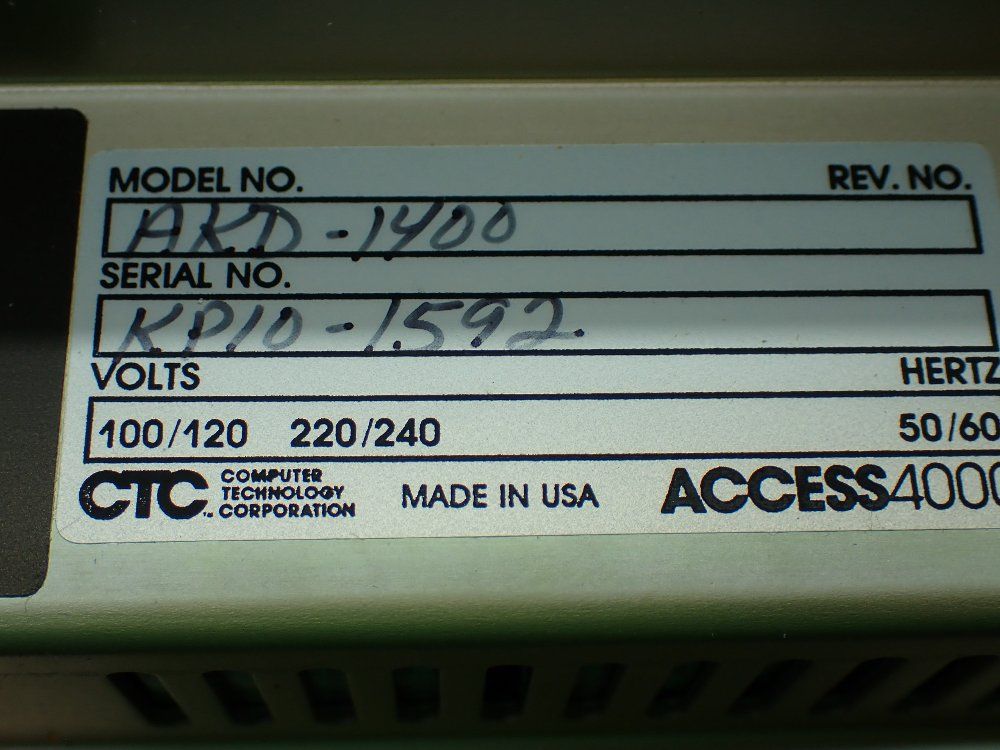 MODEL NO. REV. NO.
AKD-1400
SERIAL NO.
KP10-1592
VOLTS HERTZ
100/120 220/240 50/60
CTC™ COMPUTER
TECHNOLOGY
CORPORATION
MADE IN USA
ACCESS4000